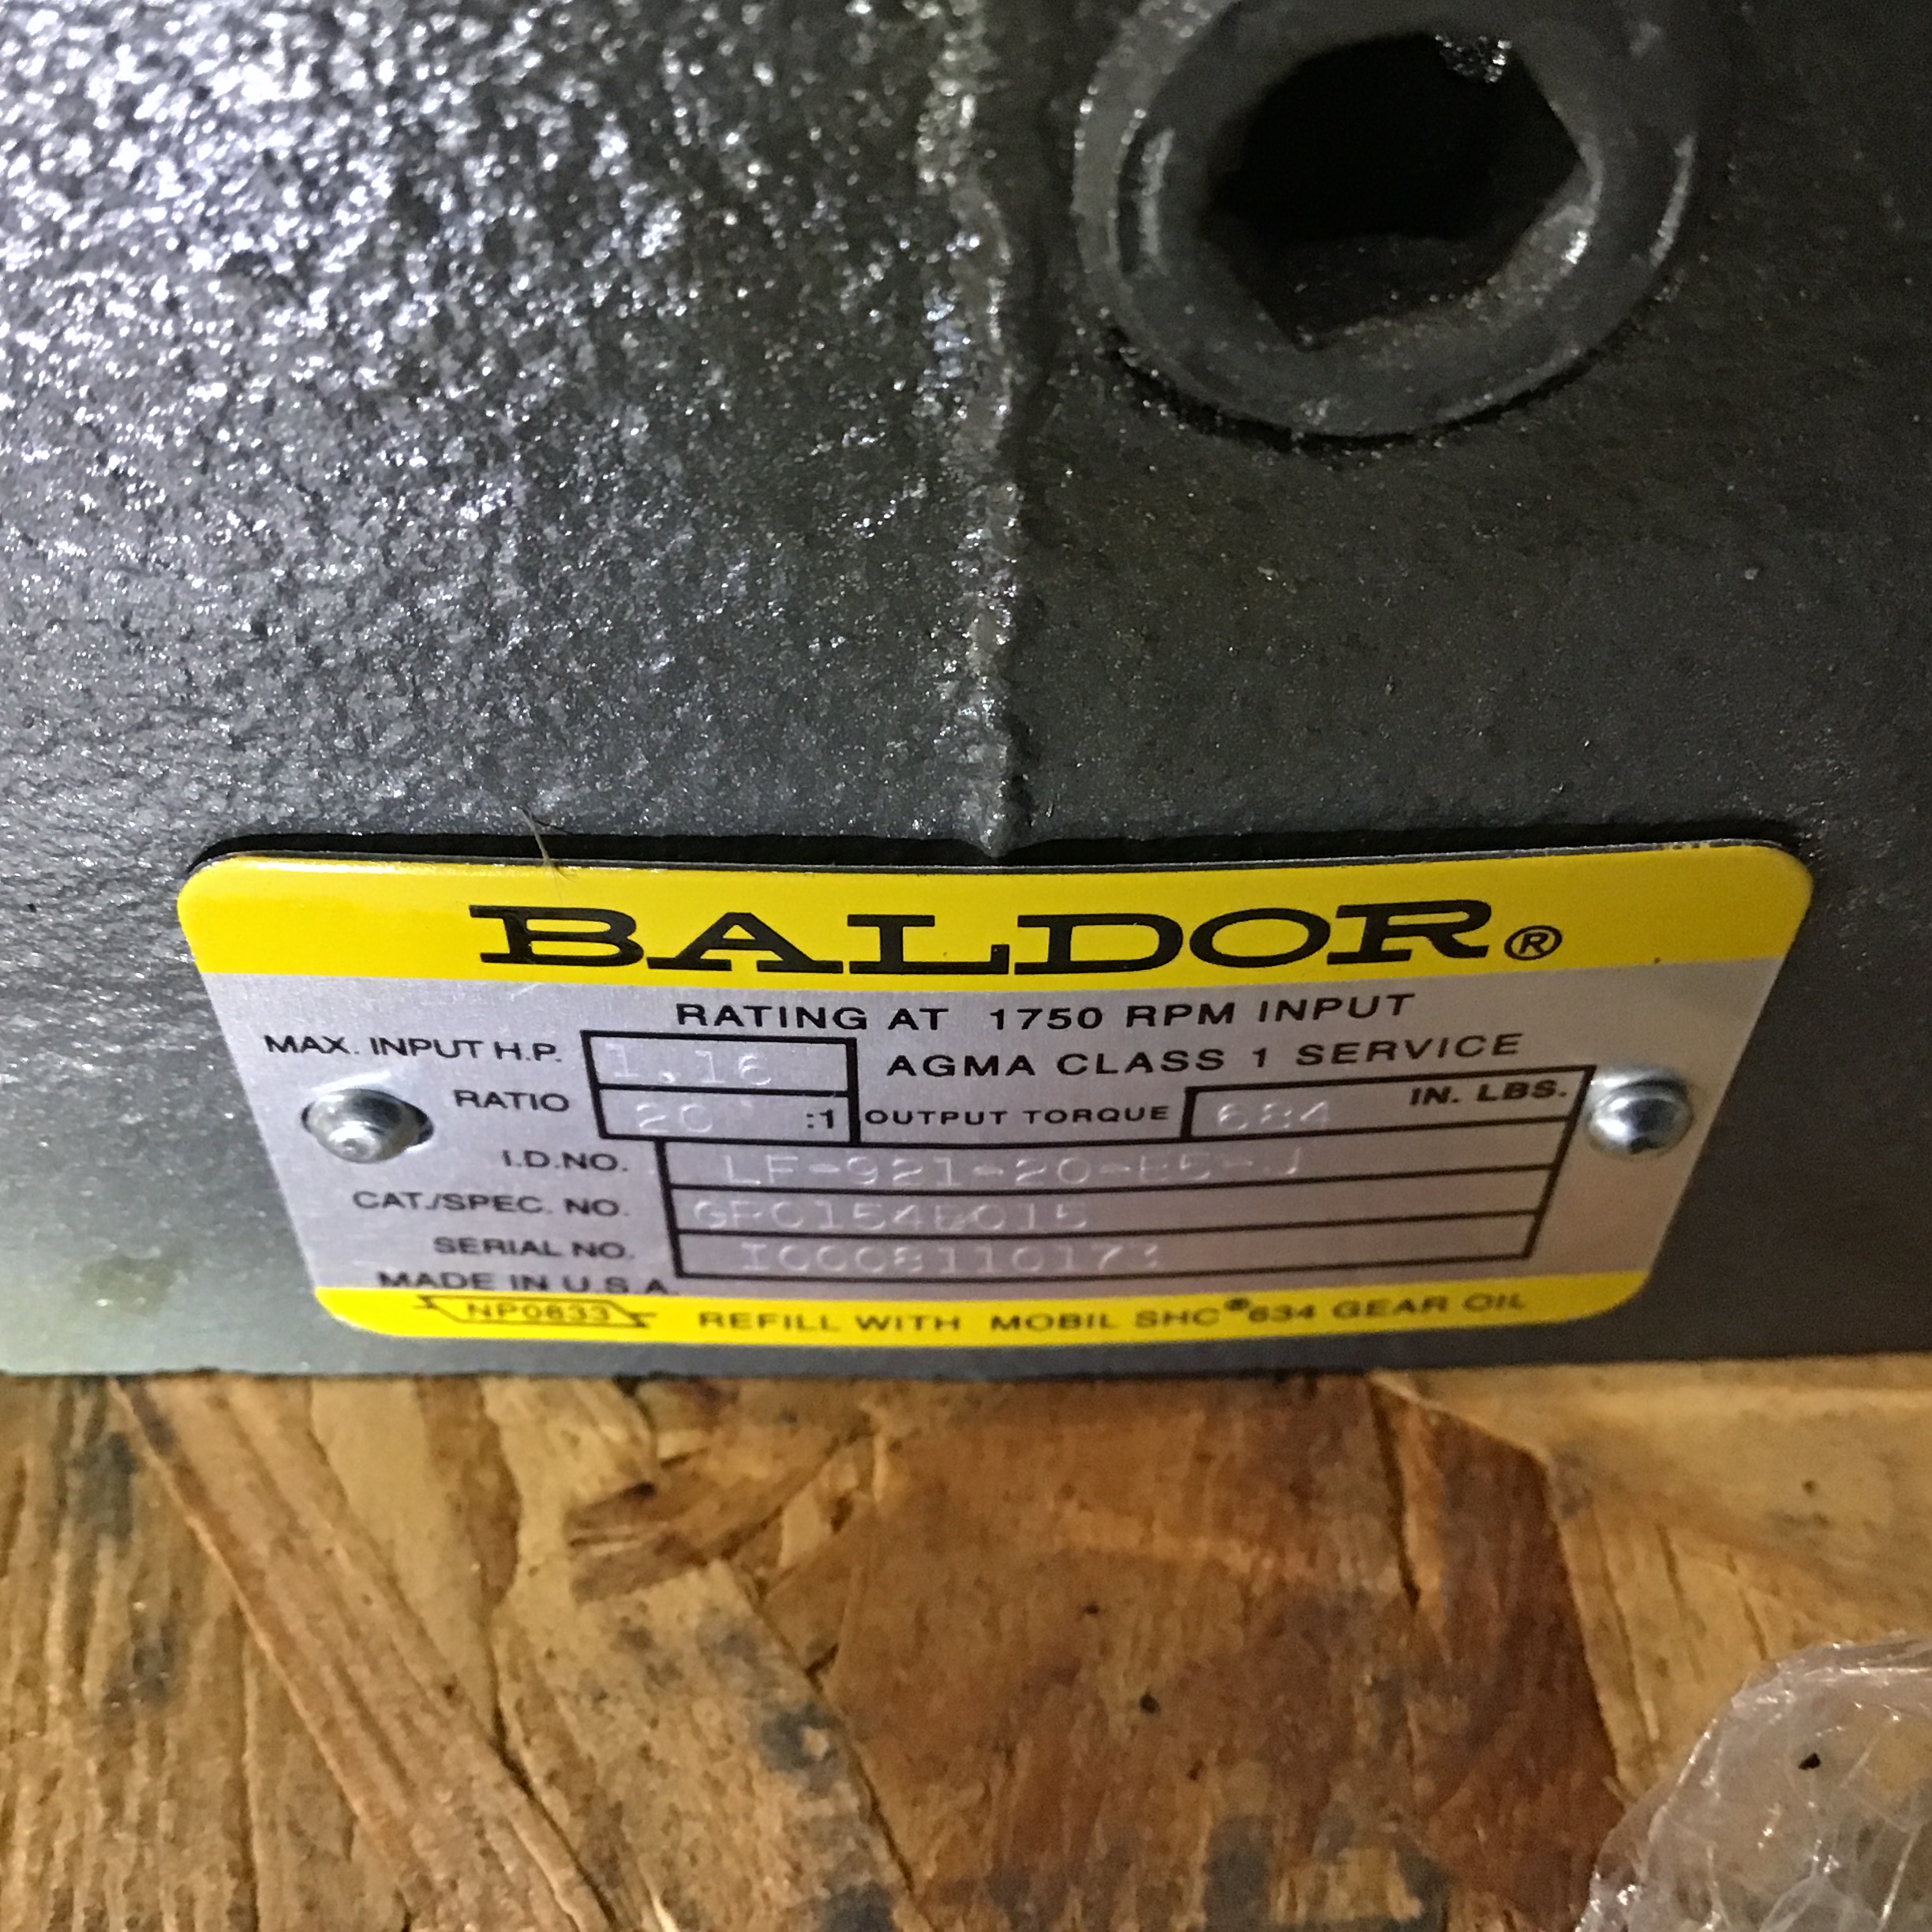 BALDOR®
RATING AT 1750 RPM INPUT
MAX. INPUT H.P. 1.16 AGMA CLASS 1 SERVICE
RATIO 20 :1 OUTPUT TORQUE 684 IN. LBS.
I.D.NO. LF-921-20-B5-J
CAT./SPEC. NO.
SERIAL NO.
MADE IN U.S.A.
NP0833 REFILL WITH MOBIL SHC®634 GEAR OIL